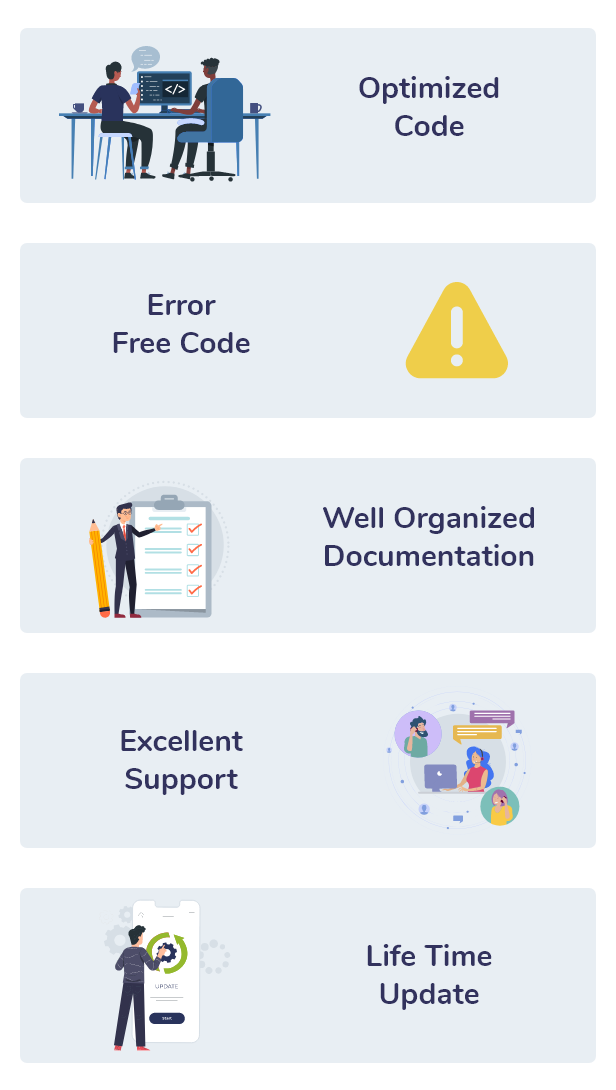 </>
Optimized
Code
Error
Free Code
Well Organized
Documentation
Excellent
Support
UPDATE
START
Life Time
Update